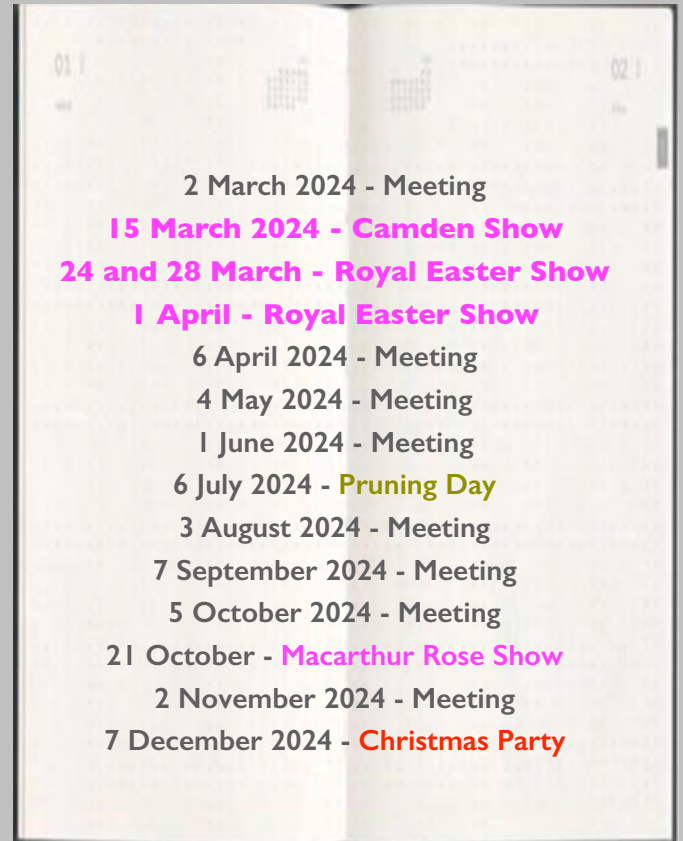 01
02
2 March 2024 - Meeting
15 March 2024 - Camden Show
24 and 28 March - Royal Easter Show
1 April - Royal Easter Show
6 April 2024 - Meeting
4 May 2024 - Meeting
1 June 2024 - Meeting
6 July 2024 - Pruning Day
3 August 2024 - Meeting
7 September 2024 - Meeting
5 October 2024 - Meeting
21 October - Macarthur Rose Show
2 November 2024 - Meeting
7 December 2024 - Christmas Party